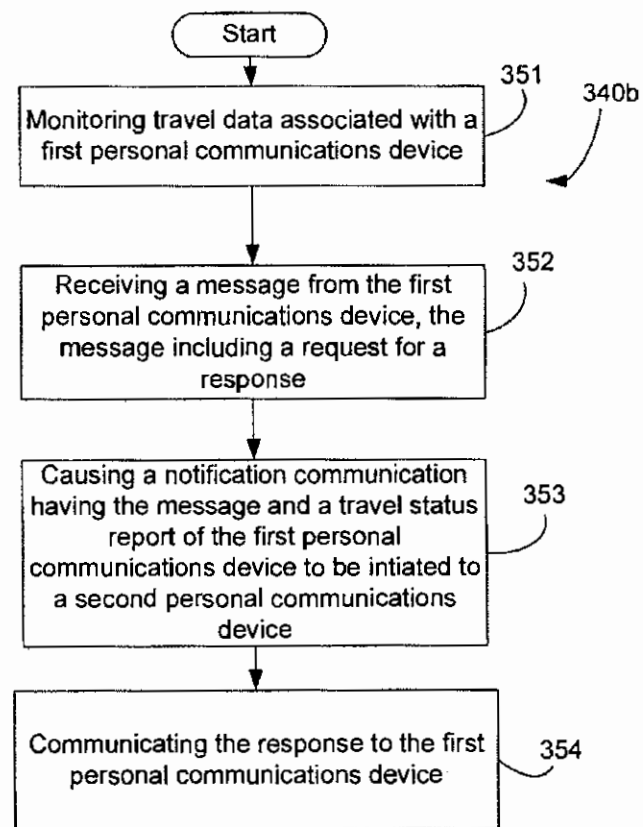 Start
351
340b
Monitoring travel data associated with a
first personal communications device
352
Receiving a message from the first
personal communications device, the
message including a request for a
response
353
Causing a notification communication
having the message and a travel status
report of the first personal
communications device to be intiated to
a second personal communications
device
Communicating the response to the first
personal communications device
354